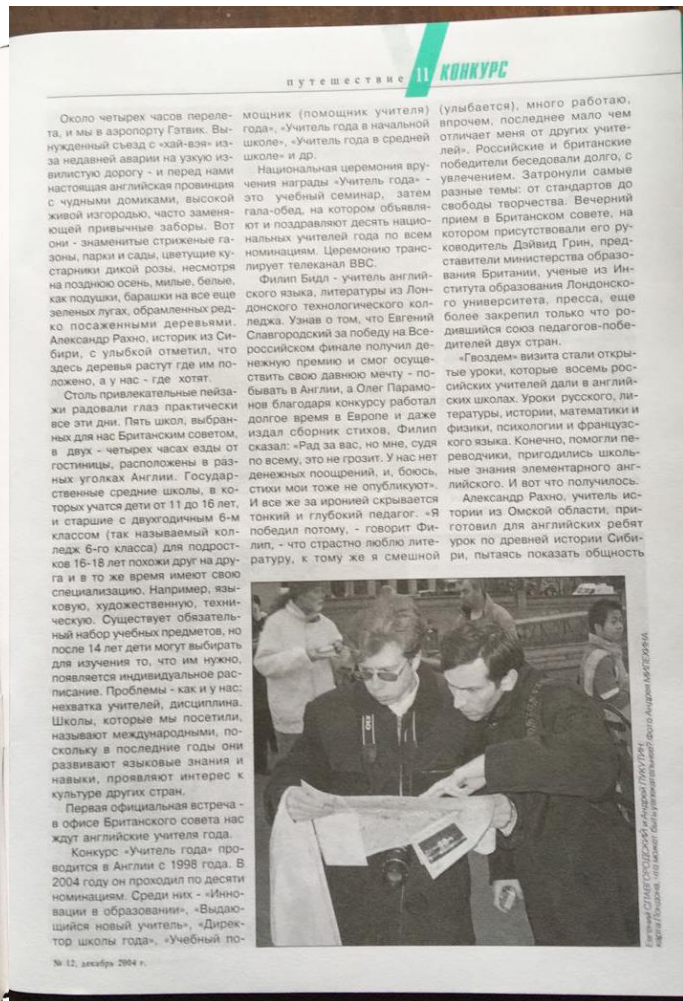 путешествие 11 КОНКУРС
Около четырех часов переле-
та, и мы в аэропорту Гэтвик. Вы-
нужденный съезд с «хай-вэя» из-
за недавней аварии на узкую из-
вилистую дорогу - и перед нами
настоящая английская провинция
с чудными домиками, высокой
живой изгородью, часто заменя-
ющей привычные заборы. Вот
они - знаменитые стриженые га-
зоны, парки и сады, цветущие ку-
старники дикой розы, несмотря
на позднюю осень, милые, белые,
как подушки, барашки на все еще
зеленых лугах, обрамленных ред-
ко посаженными деревьями.
Александр Рахно, историк из Си-
бири, с улыбкой отметил, что
здесь деревья растут где им по-
ложено, а у нас - где хотят.
Столь привлекательные пейза-
жи радовали глаз практически
все эти дни. Пять школ, выбран-
ных для нас Британским советом,
в двух - четырех часах езды от
гостиницы, расположены в раз-
ных уголках Англии. Государ-
ственные средние школы, в ко-
торых учатся дети от 11 до 16 лет,
и старшие с двухгодичным 6-м
классом (так называемый кол-
ледж 6-го класса) для подрост-
ков 16-18 лет похожи друг на дру-
га и в то же время имеют свою
специализацию. Например, язы-
ковую, художественную, техни-
ческую. Существует обязатель-
ный набор учебных предметов, но
после 14 лет дети могут выбирать
для изучения то, что им нужно,
появляется индивидуальное рас-
писание. Проблемы - как и у нас:
нехватка учителей, дисциплина.
Школы, которые мы посетили,
называют международными, по-
скольку в последние годы они
развивают языковые знания и
навыки, проявляют интерес к
культуре других стран.
Первая официальная встреча -
в офисе Британского совета нас
ждут английские учителя года.
Конкурс «Учитель года» про-
водится в Англии с 1998 года. В
2004 году он проходил по десяти
номинациям. Среди них - «Инно-
вации в образовании», «Выдаю-
щийся новый учитель», «Дирек-
тор школы года», «Учебный по-
мощник (помощник учителя)
года», «Учитель года в начальной
школе», «Учитель года в средней
школе» и др.
Национальная церемония вру-
чения награды «Учитель года» -
это учебный семинар, затем
гала-обед, на котором объявля-
ют и поздравляют десять нацио-
нальных учителей года по всем
номинациям. Церемонию транс-
лирует телеканал ВВС.
Филип Бидл - учитель англий-
ского языка, литературы из Лон-
донского технологического кол-
леджа. Узнав о том, что Евгений
Славгородский за победу на Все-
российском финале получил де-
нежную премию и смог осуще-
ствить свою давнюю мечту - по-
бывать в Англии, а Олег Парамо-
нов благодаря конкурсу работал
долгое время в Европе и даже
издал сборник стихов, Филип
сказал: «Рад за вас, но мне, судя
по всему, это не грозит. У нас нет
денежных поощрений, и, боюсь,
стихи мои тоже не опубликуют».
И все же за иронией скрывается
тонкий и глубокий педагог. «Я
победил потому, - говорит Фи-
лип, - что страстно люблю лите-
ратуру, к тому же я смешной
(улыбается), много работаю,
впрочем, последнее мало чем
отличает меня от других учите-
лей». Российские и британские
победители беседовали долго, с
увлечением. Затронули самые
разные темы: от стандартов до
свободы творчества. Вечерний
прием в Британском совете, на
котором присутствовали его ру-
ководитель Дэйвид Грин, пред-
ставители министерства образо-
вания Британии, ученые из Ин-
ститута образования Лондонско-
го университета, пресса, еще
более закрепил только что ро-
дившийся союз педагогов-побе-
дителей двух стран.
«Гвоздем» визита стали откры-
тые уроки, которые восемь рос-
сийских учителей дали в англий-
ских школах. Уроки русского, ли-
тературы, истории, математики и
физики, психологии и французс-
кого языка. Конечно, помогли пе-
реводчики, пригодились школь-
ные знания элементарного анг-
лийского. И вот что получилось.
Александр Рахно, учитель ис-
тории из Омской области, при-
готовил для английских ребят
урок по древней истории Сиби-
ри, пытаясь показать общность
Евгений СЛАВГОРОДСКИЙ и Андрей ЛУКУТИН:
карта Лондона, что может быть увлекательнее? Фото Андрея МИЛЕХИНА
№ 12, декабрь 2004 г.